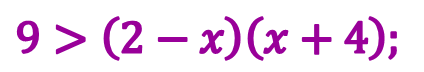 9 > (2 − x)(x + 4);